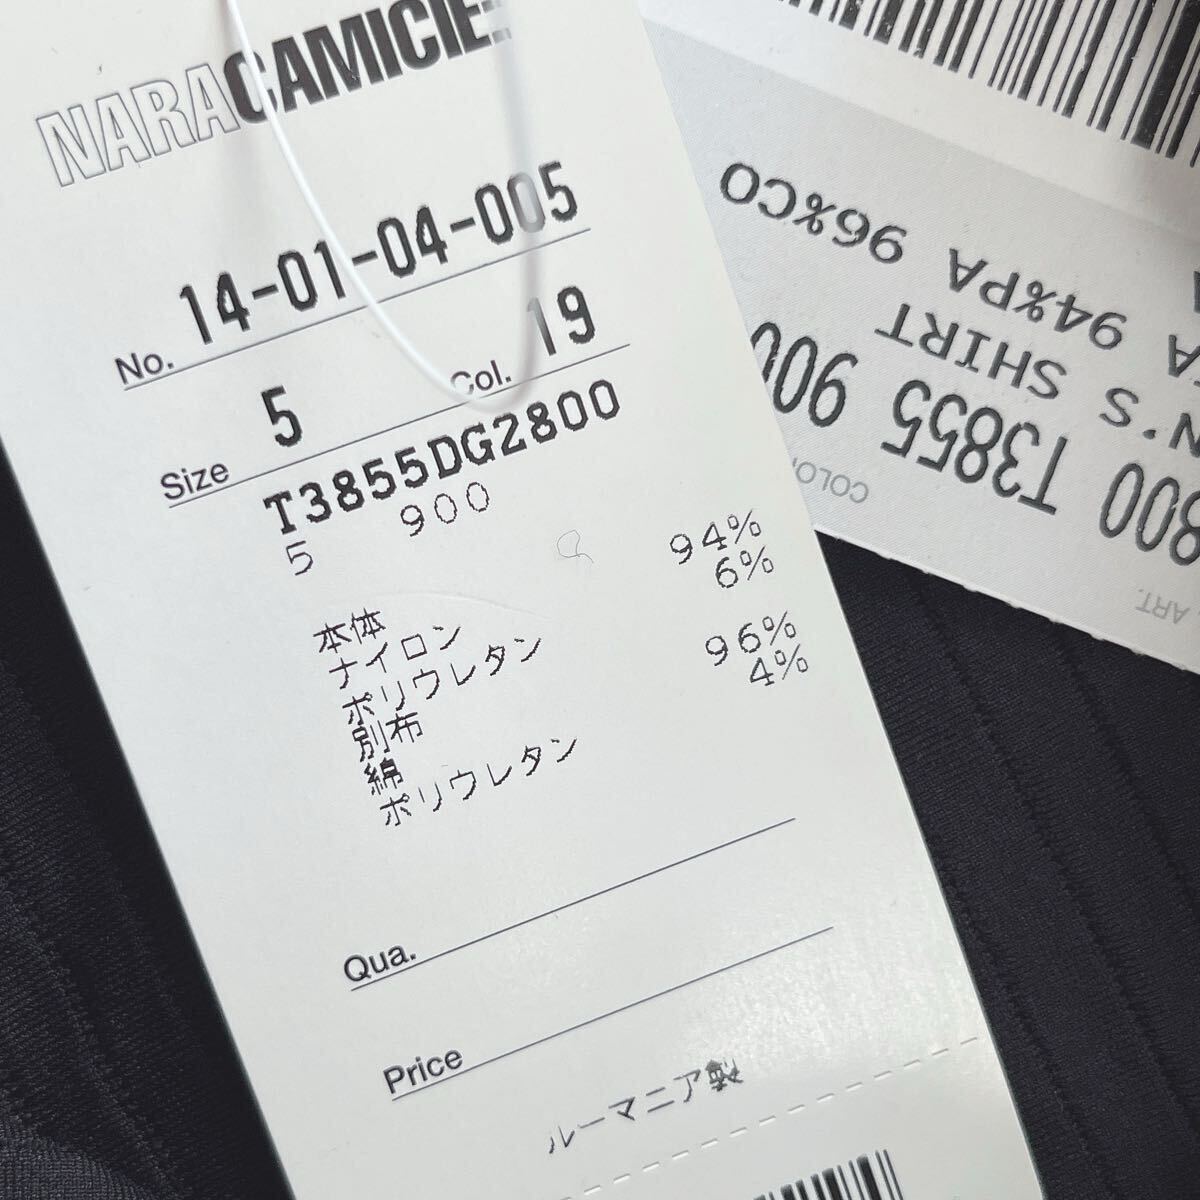 NARACAMICIE
No. 14-01-04-005
Size 5 Col. 19
T3855DG2800
5 900
本体
ナイロン 94%
ポリウレタン 6%
別布
綿 96%
ポリウレタン 4%
Qua.
Price
ルーマニア製
ART.
COLO
800 T3855 900
N'S SHIRT
94%PA 96%CO